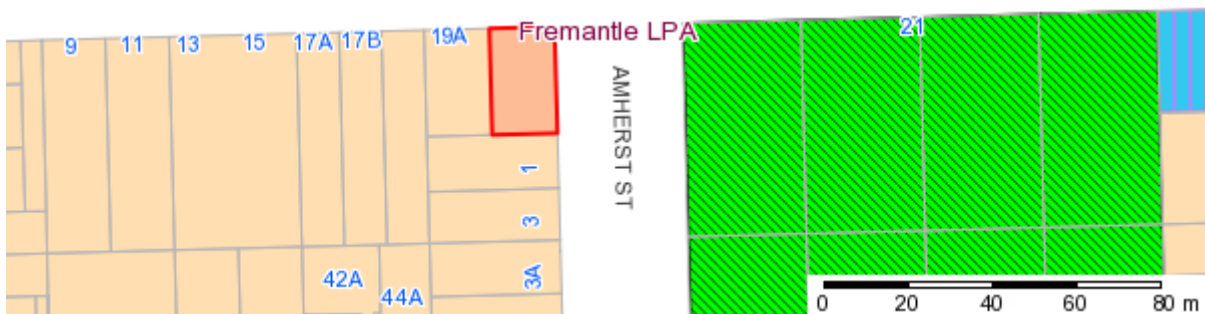 9 11 13 15 17A 17B 19A Fremantle LPA 21
AMHERST ST
1
3
3A
42A
44A
0 20 40 60 80 m